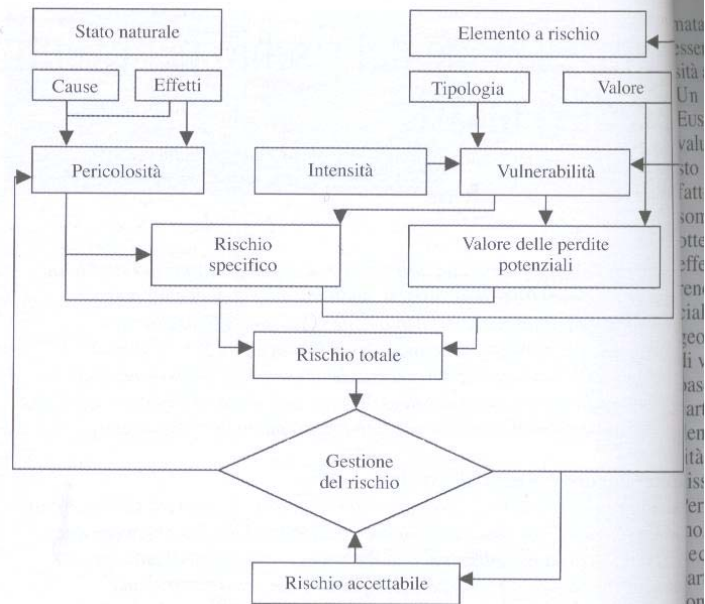 Stato naturale
Elemento a rischio
Cause
Effetti
Tipologia
Valore
Pericolosità
Intensità
Vulnerabilità
Rischio
specifico
Valore delle perdite
potenziali
Rischio totale
Gestione
del rischio
Rischio accettabile